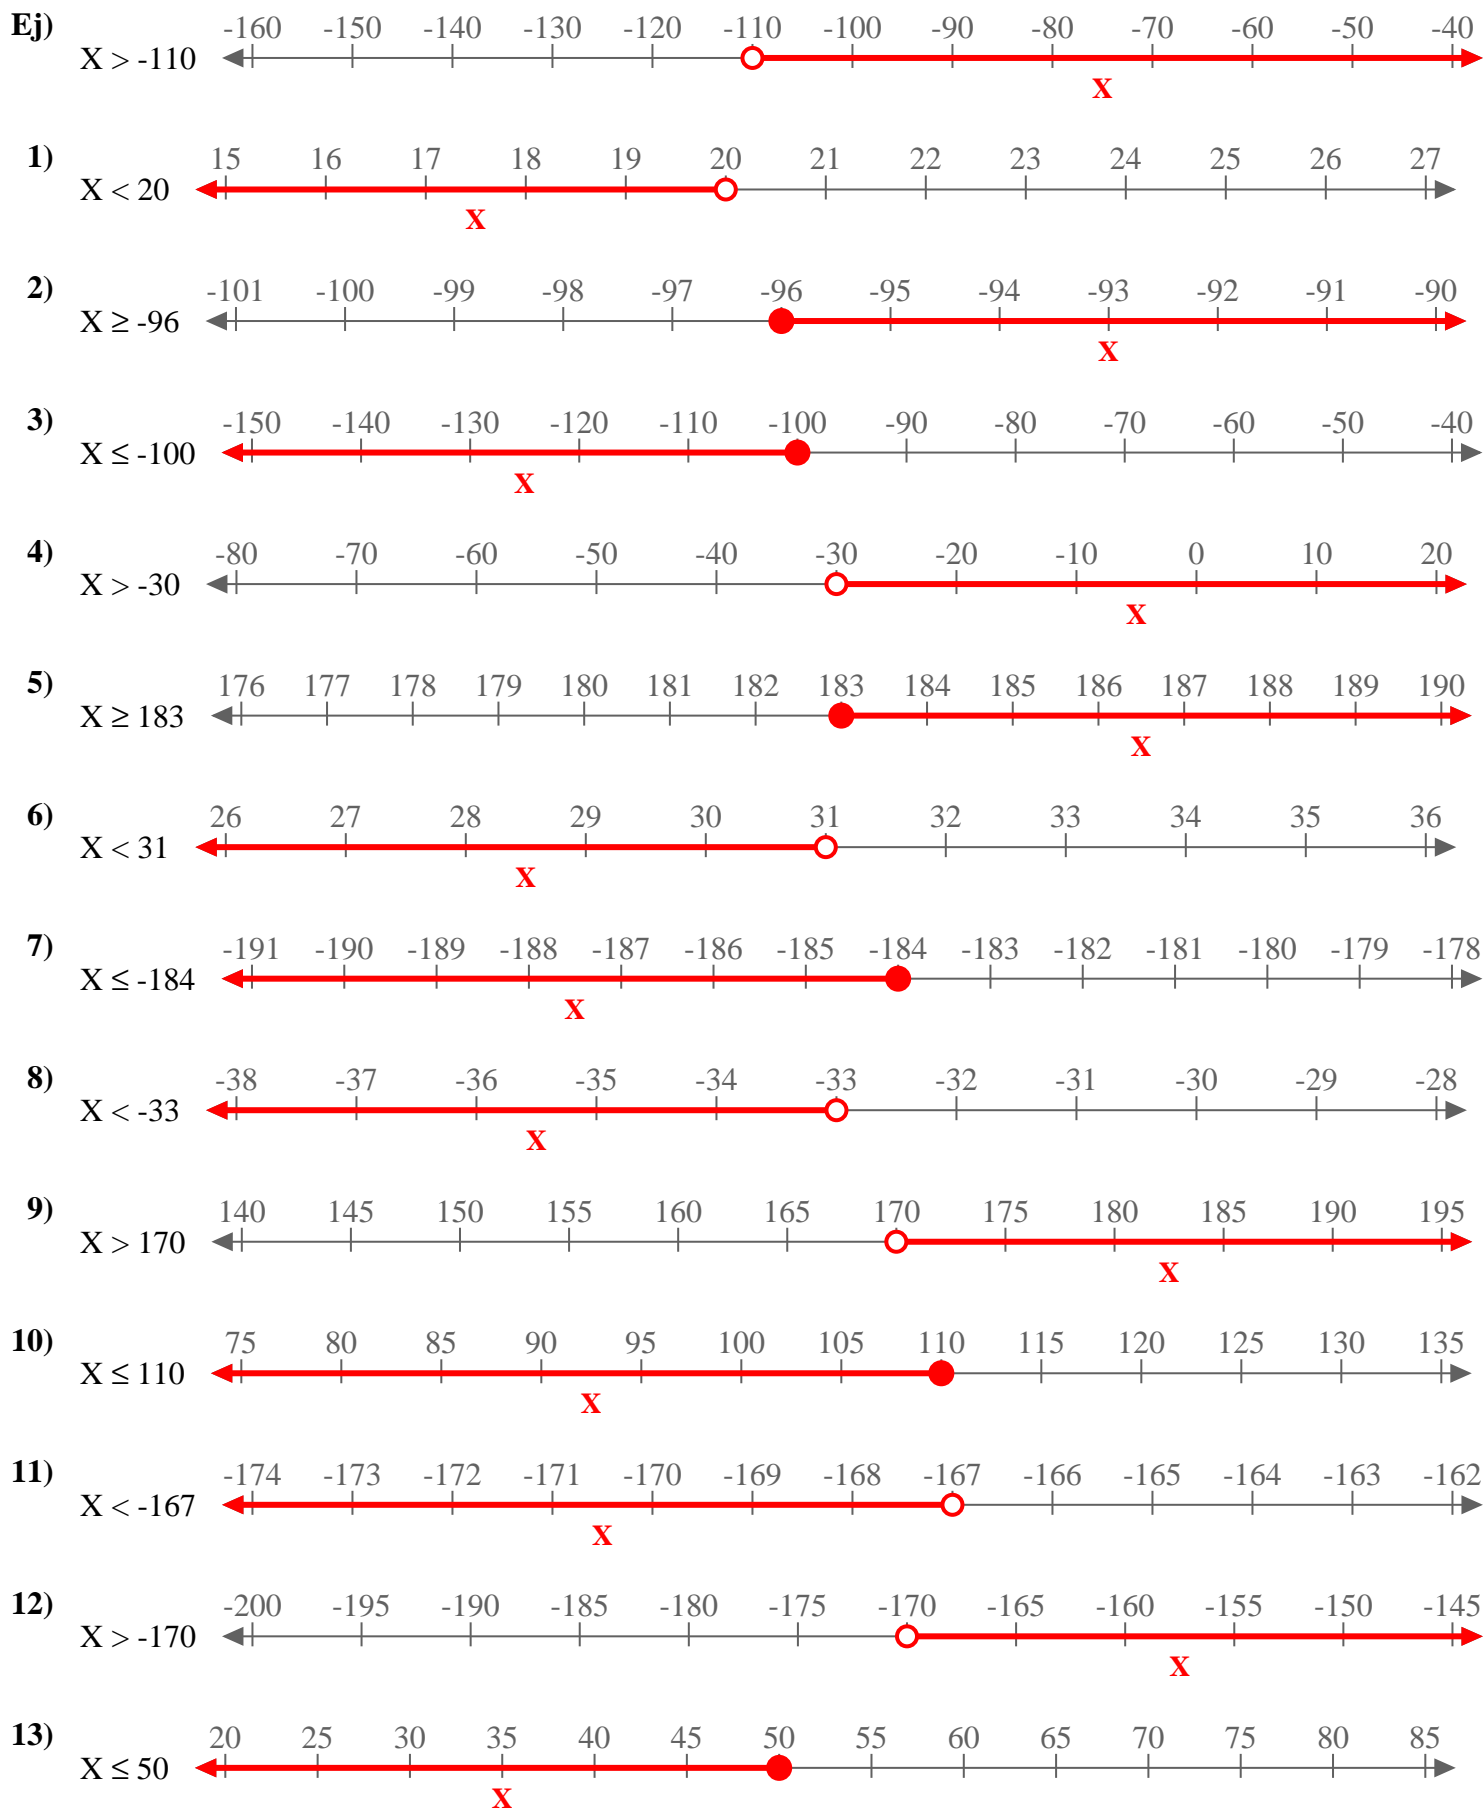 Ej) -160 -150 -140 -130 -120 -110 -100 -90 -80 -70 -60 -50 -40
X > -110
X
1) 15 16 17 18 19 20 21 22 23 24 25 26 27
X < 20
X
2) -101 -100 -99 -98 -97 -96 -95 -94 -93 -92 -91 -90
X ≥ -96
X
3) -150 -140 -130 -120 -110 -100 -90 -80 -70 -60 -50 -40
X ≤ -100
X
4) -80 -70 -60 -50 -40 -30 -20 -10 0 10 20
X > -30
X
5) 176 177 178 179 180 181 182 183 184 185 186 187 188 189 190
X ≥ 183
X
6) 26 27 28 29 30 31 32 33 34 35 36
X < 31
X
7) -191 -190 -189 -188 -187 -186 -185 -184 -183 -182 -181 -180 -179 -178
X ≤ -184
X
8) -38 -37 -36 -35 -34 -33 -32 -31 -30 -29 -28
X < -33
X
9) 140 145 150 155 160 165 170 175 180 185 190 195
X > 170
X
10) 75 80 85 90 95 100 105 110 115 120 125 130 135
X ≤ 110
X
11) -174 -173 -172 -171 -170 -169 -168 -167 -166 -165 -164 -163 -162
X < -167
X
12) -200 -195 -190 -185 -180 -175 -170 -165 -160 -155 -150 -145
X > -170
X
13) 20 25 30 35 40 45 50 55 60 65 70 75 80 85
X ≤ 50
X